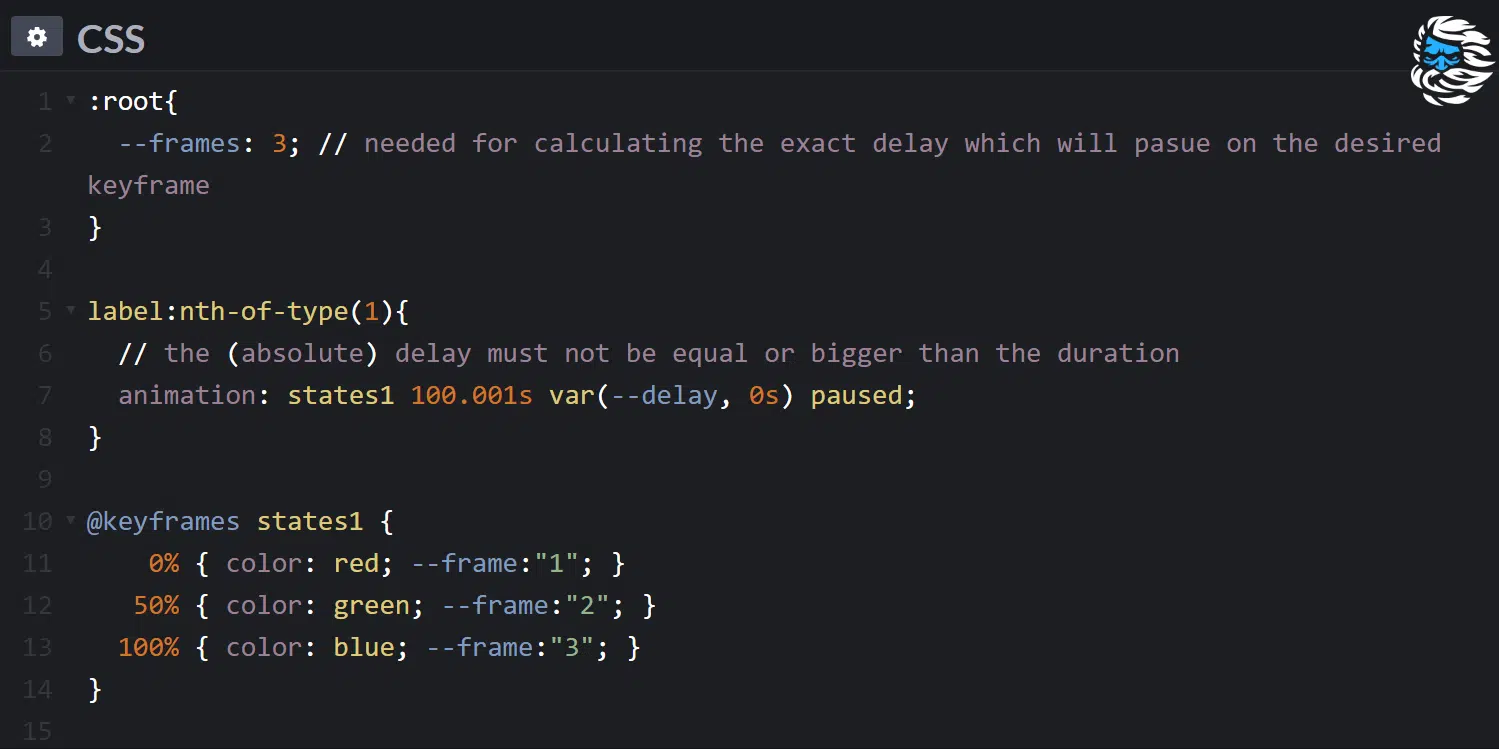 CSS
1 :root{
2   --frames: 3; // needed for calculating the exact delay which will pasue on the desired
keyframe
3 }
4
5 label:nth-of-type(1){
6   // the (absolute) delay must not be equal or bigger than the duration
7   animation: states1 100.001s var(--delay, 0s) paused;
8 }
9
10 @keyframes states1 {
11     0% { color: red; --frame:"1"; }
12    50% { color: green; --frame:"2"; }
13   100% { color: blue; --frame:"3"; }
14 }
15